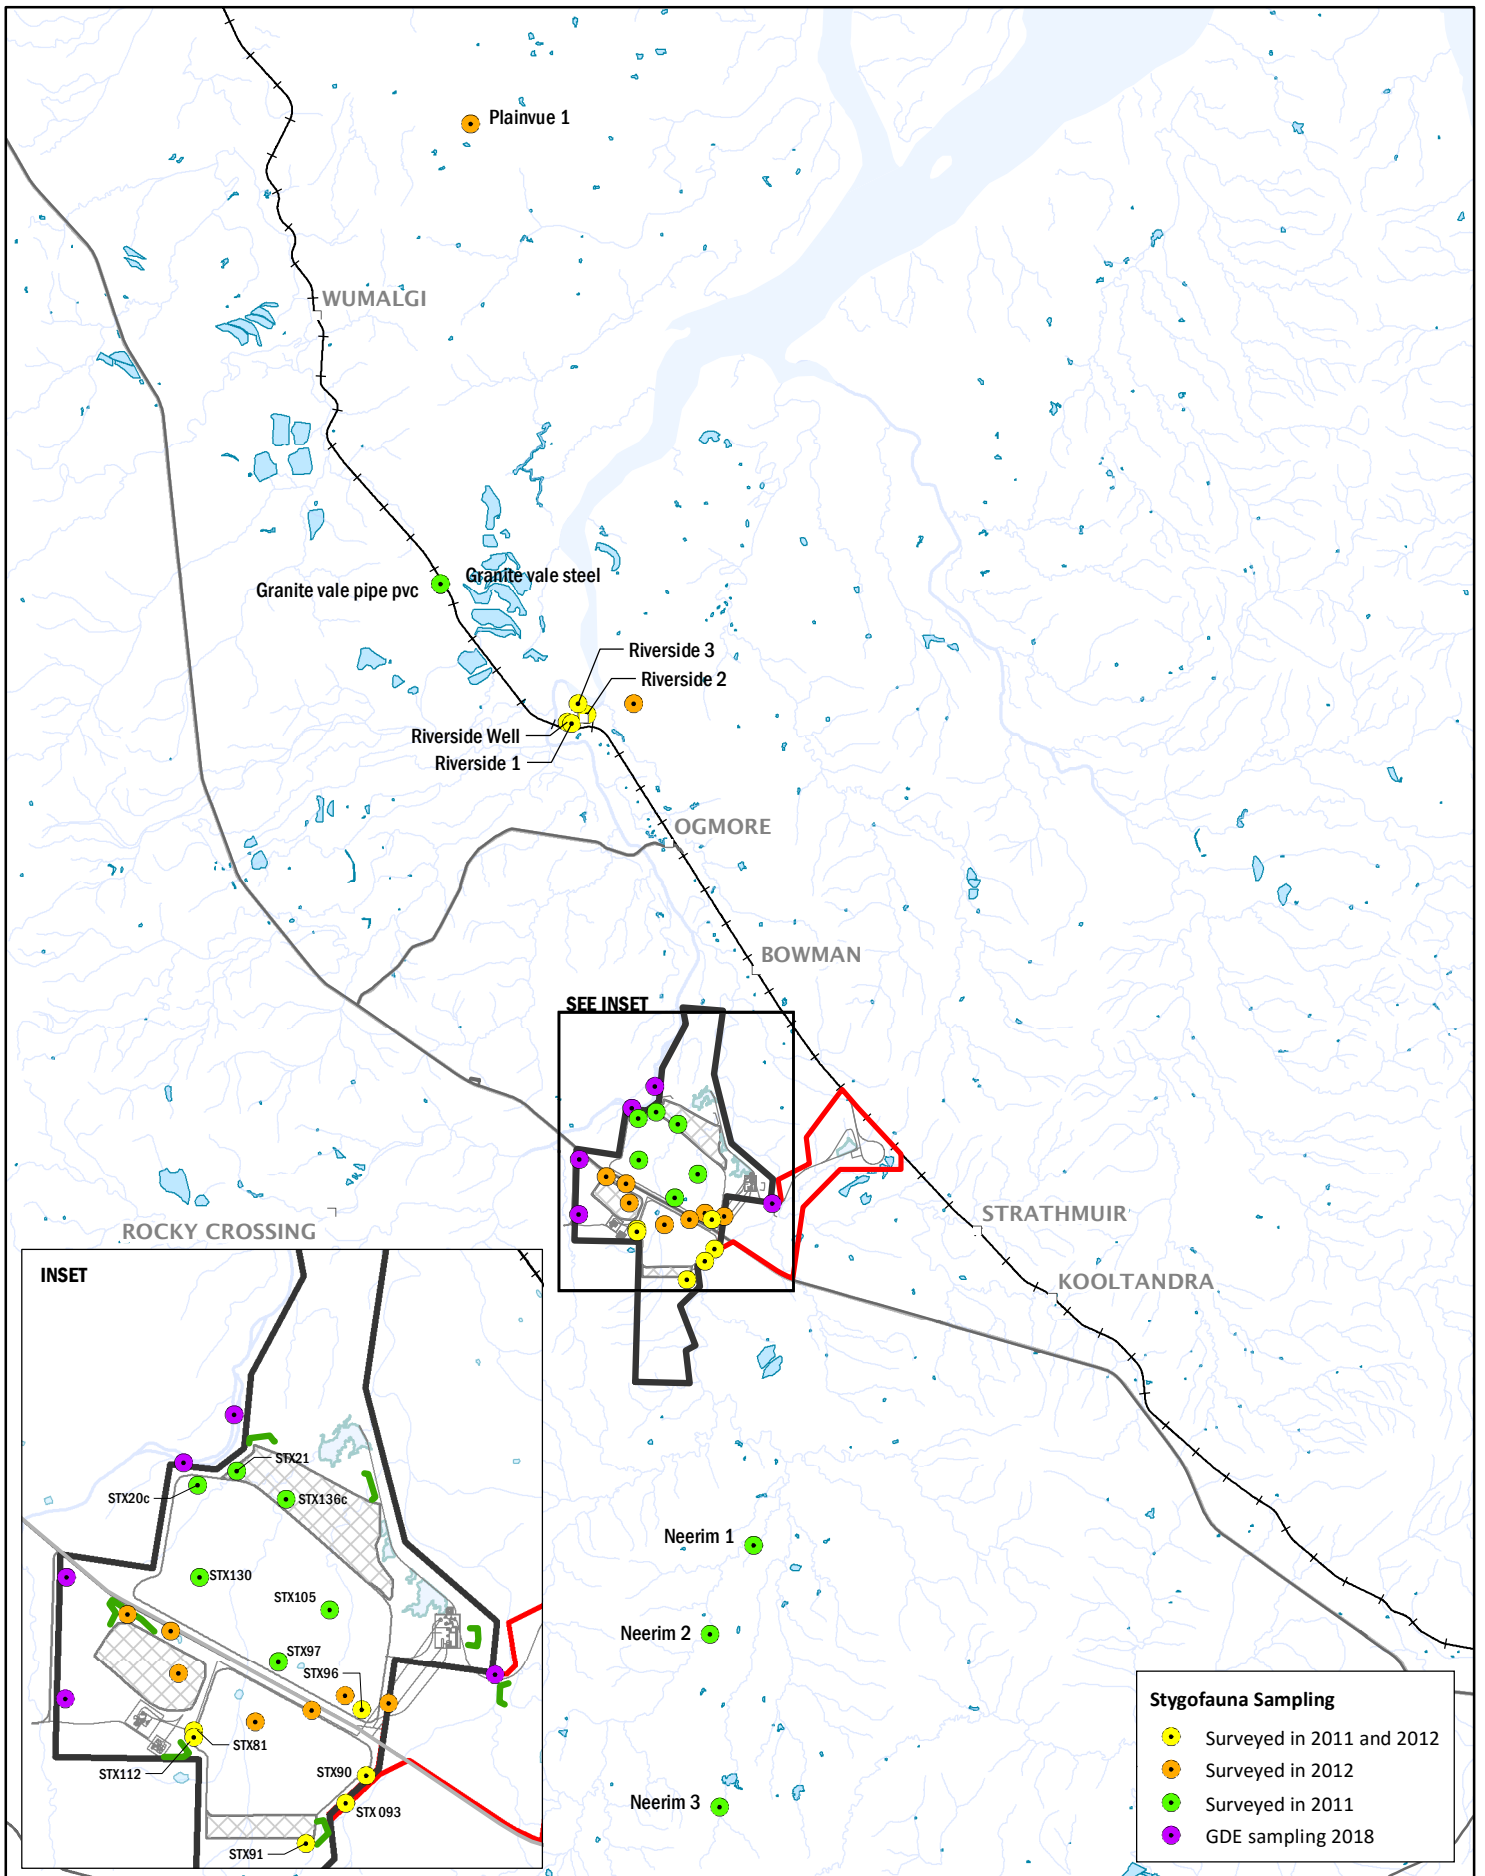 Plainvue 1
WUMALGI
Granite vale steel
Granite vale pipe pvc
Riverside 3
Riverside 2
Riverside Well
Riverside 1
OGMORE
BOWMAN
SEE INSET
STRATHMUIR
ROCKY CROSSING
KOOLTANDRA
INSET
STX21
STX20c
STX136c
STX130
STX105
STX97
STX96
STX81
STX112
STX90
STX 093
STX91
Neerim 1
Neerim 2
Neerim 3
Stygofauna Sampling
Surveyed in 2011 and 2012
Surveyed in 2012
Surveyed in 2011
GDE sampling 2018